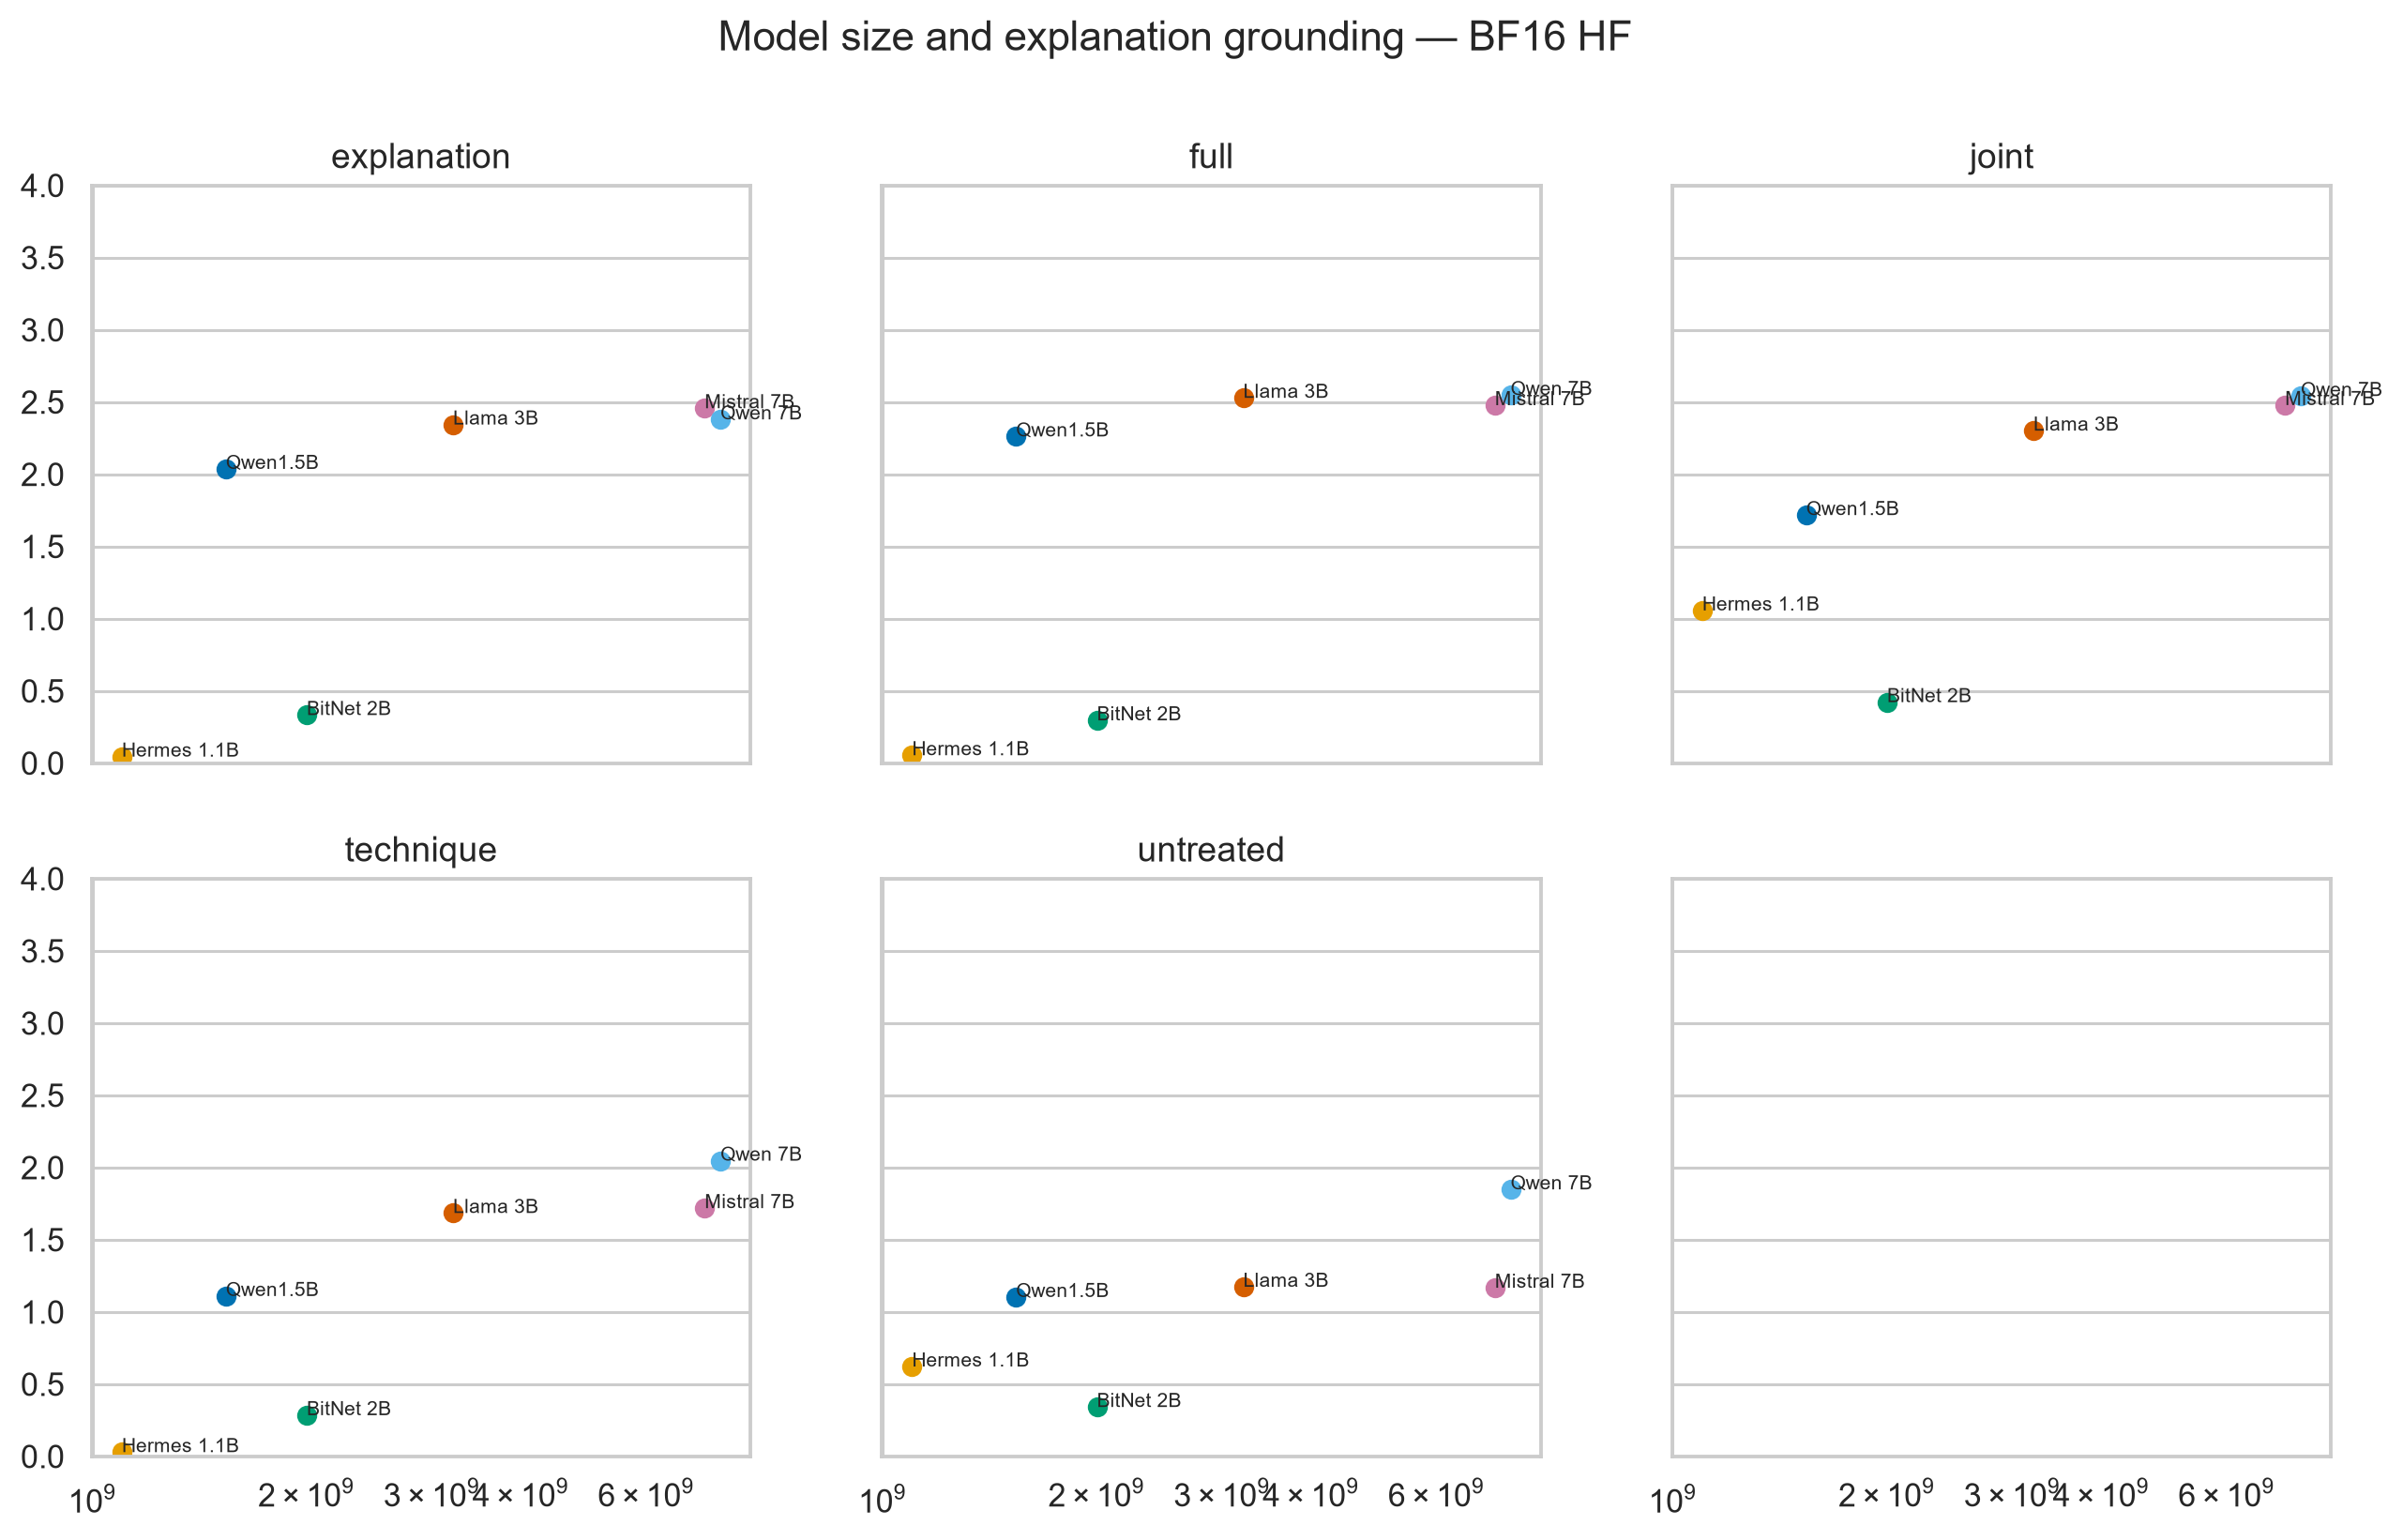 Model size and explanation grounding — BF16 HF
explanation
full
joint
4.0
3.5
3.0
2.5
2.0
1.5
1.0
0.5
0.0
Mistral 7B
Qwen 7B
Llama 3B
Qwen1.5B
BitNet 2B
Hermes 1.1B
Qwen 7B
Mistral 7B
Llama 3B
Qwen1.5B
BitNet 2B
Hermes 1.1B
Qwen 7B
Mistral 7B
Llama 3B
Qwen1.5B
Hermes 1.1B
BitNet 2B
technique
untreated
4.0
3.5
3.0
2.5
2.0
1.5
1.0
0.5
0.0
Qwen 7B
Mistral 7B
Llama 3B
Qwen1.5B
BitNet 2B
Hermes 1.1B
Qwen 7B
Llama 3B
Mistral 7B
Qwen1.5B
Hermes 1.1B
BitNet 2B
10⁹ 2 × 10⁹ 3 × 10⁹ 4 × 10⁹ 6 × 10⁹
10⁹ 2 × 10⁹ 3 × 10⁹ 4 × 10⁹ 6 × 10⁹
10⁹ 2 × 10⁹ 3 × 10⁹ 4 × 10⁹ 6 × 10⁹